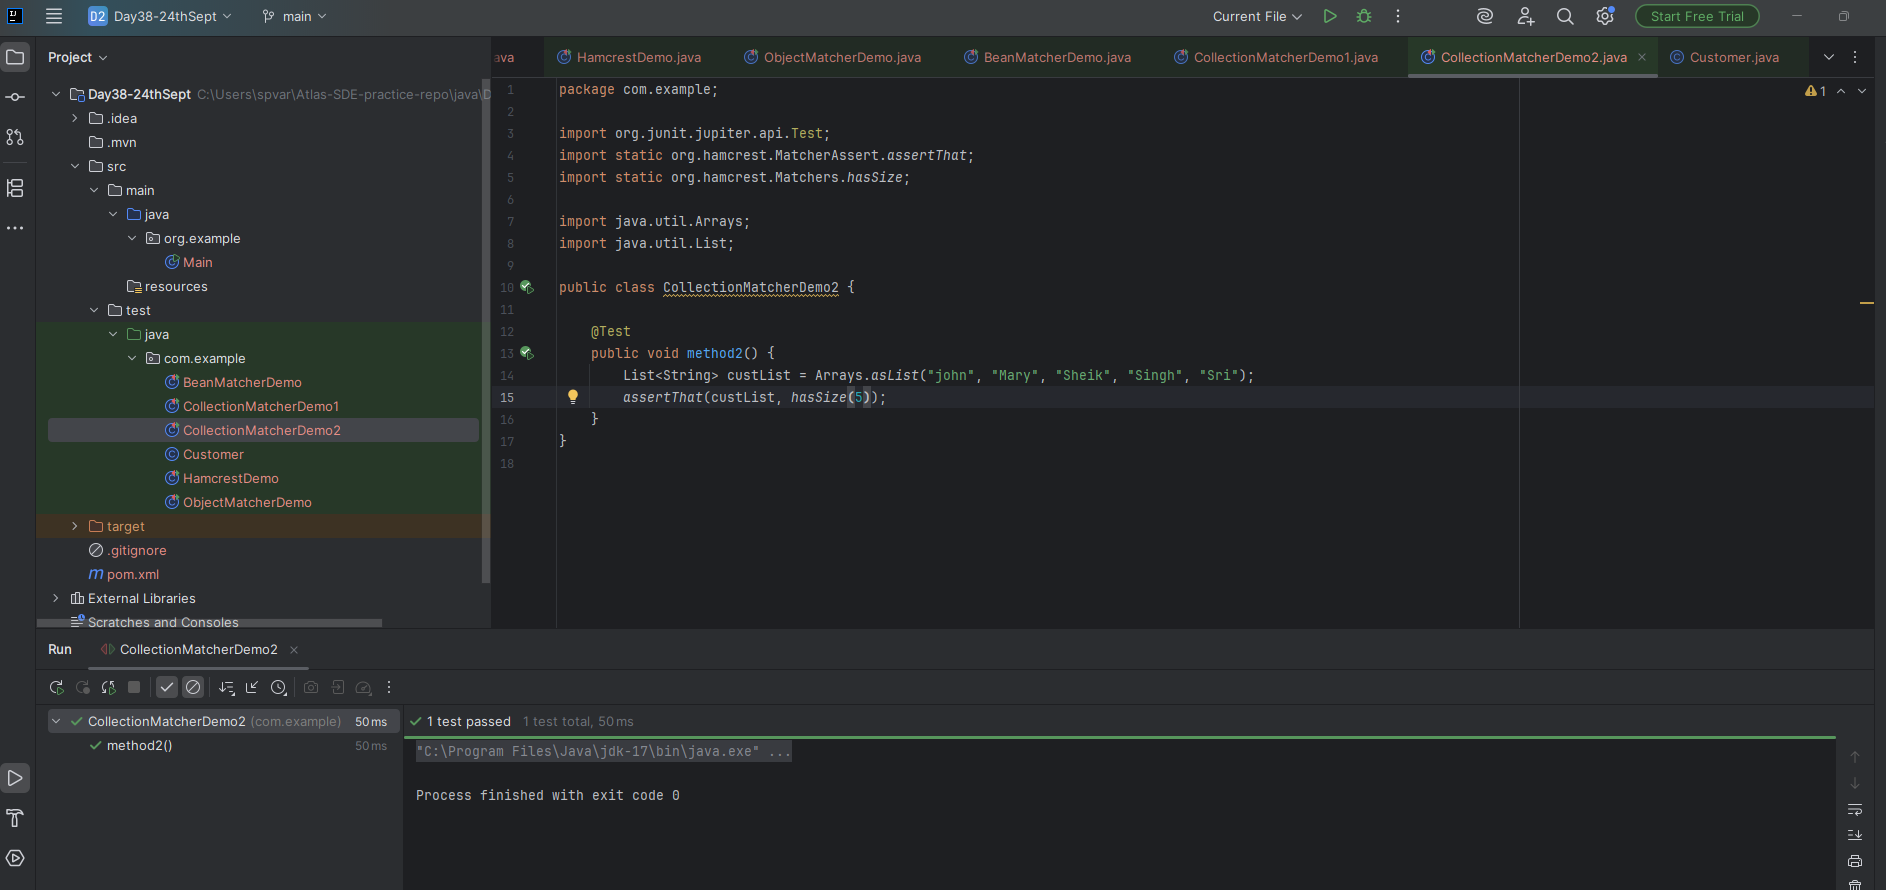 D2 Day38-24thSept main Current File Start Free Trial
Project
ava HamcrestDemo.java ObjectMatcherDemo.java BeanMatcherDemo.java CollectionMatcherDemo1.java CollectionMatcherDemo2.java Customer.java
Day38-24thSept C:\Users\spvar\Atlas-SDE-practice-repo\java\D
.idea
.mvn
src
main
java
org.example
Main
resources
test
java
com.example
BeanMatcherDemo
CollectionMatcherDemo1
CollectionMatcherDemo2
Customer
HamcrestDemo
ObjectMatcherDemo
target
.gitignore
pom.xml
External Libraries
Scratches and Consoles
1 package com.example;
2
3 import org.junit.jupiter.api.Test;
4 import static org.hamcrest.MatcherAssert.assertThat;
5 import static org.hamcrest.Matchers.hasSize;
6
7 import java.util.Arrays;
8 import java.util.List;
9
10 public class CollectionMatcherDemo2 {
11
12 @Test
13 public void method2() {
14 List<String> custList = Arrays.asList("john", "Mary", "Sheik", "Singh", "Sri");
15 assertThat(custList, hasSize(5));
16 }
17 }
18
1
Run CollectionMatcherDemo2
CollectionMatcherDemo2 (com.example) 50 ms
method2() 50 ms
1 test passed 1 test total, 50 ms
"C:\Program Files\Java\jdk-17\bin\java.exe" ...
Process finished with exit code 0